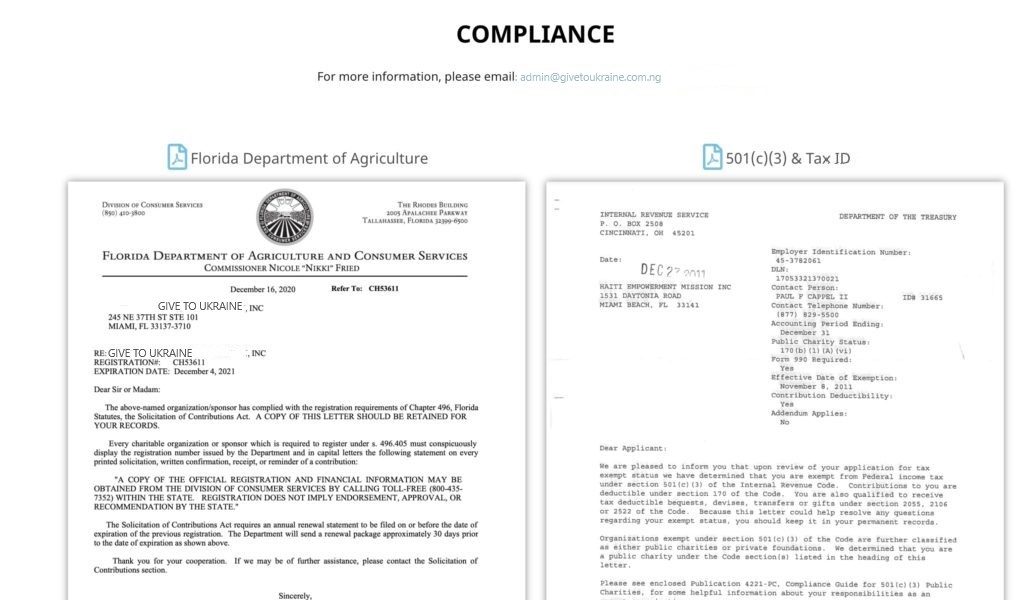 COMPLIANCE
For more information, please email: admin@givetoukraine.com.ng
Florida Department of Agriculture
DIVISION OF CONSUMER SERVICES
(850) 410-3800
THE RHODES BUILDING
2005 APALACHEE PARKWAY
TALLAHASSEE, FLORIDA 32399-6500
FLORIDA DEPARTMENT OF AGRICULTURE AND CONSUMER SERVICES
COMMISSIONER NICOLE "NIKKI" FRIED
December 16, 2020 Refer To: CH53611
GIVE TO UKRAINE , INC
245 NE 37TH ST STE 101
MIAMI, FL 33137-3710
RE: GIVE TO UKRAINE , INC
REGISTRATION#: CH53611
EXPIRATION DATE: December 4, 2021
Dear Sir or Madam:
The above-named organization/sponsor has complied with the registration requirements of Chapter 496, Florida
Statutes, the Solicitation of Contributions Act. A COPY OF THIS LETTER SHOULD BE RETAINED FOR
YOUR RECORDS.
Every charitable organization or sponsor which is required to register under s. 496.405 must conspicuously
display the registration number issued by the Department and in capital letters the following statement on every
printed solicitation, written confirmation, receipt, or reminder of a contribution:
"A COPY OF THE OFFICIAL REGISTRATION AND FINANCIAL INFORMATION MAY BE
OBTAINED FROM THE DIVISION OF CONSUMER SERVICES BY CALLING TOLL-FREE (800-435-
7352) WITHIN THE STATE. REGISTRATION DOES NOT IMPLY ENDORSEMENT, APPROVAL, OR
RECOMMENDATION BY THE STATE."
The Solicitation of Contributions Act requires an annual renewal statement to be filed on or before the date of
expiration of the previous registration. The Department will send a renewal package approximately 30 days prior
to the date of expiration as shown above.
Thank you for your cooperation. If we may be of further assistance, please contact the Solicitation of
Contributions section.
Sincerely,
501(c)(3) & Tax ID
INTERNAL REVENUE SERVICE
P. O. BOX 2508
CINCINNATI, OH 45201
DEPARTMENT OF THE TREASURY
Date: DEC 27 2011
HAITI EMPOWERMENT MISSION INC
1531 DAYTONIA ROAD
MIAMI BEACH, FL 33141
Employer Identification Number:
45-3782061
DLN:
17053321370021
Contact Person:
PAUL F CAPPEL II ID# 31665
Contact Telephone Number:
(877) 829-5500
Accounting Period Ending:
December 31
Public Charity Status:
170(b)(1)(A)(vi)
Form 990 Required:
Yes
Effective Date of Exemption:
November 8, 2011
Contribution Deductibility:
Yes
Addendum Applies:
No
Dear Applicant:
We are pleased to inform you that upon review of your application for tax
exempt status we have determined that you are exempt from Federal income tax
under section 501(c)(3) of the Internal Revenue Code. Contributions to you are
deductible under section 170 of the Code. You are also qualified to receive
tax deductible bequests, devises, transfers or gifts under section 2055, 2106
or 2522 of the Code. Because this letter could help resolve any questions
regarding your exempt status, you should keep it in your permanent records.
Organizations exempt under section 501(c)(3) of the Code are further classified
as either public charities or private foundations. We determined that you are
a public charity under the Code section(s) listed in the heading of this
letter.
Please see enclosed Publication 4221-PC, Compliance Guide for 501(c)(3) Public
Charities, for some helpful information about your responsibilities as an